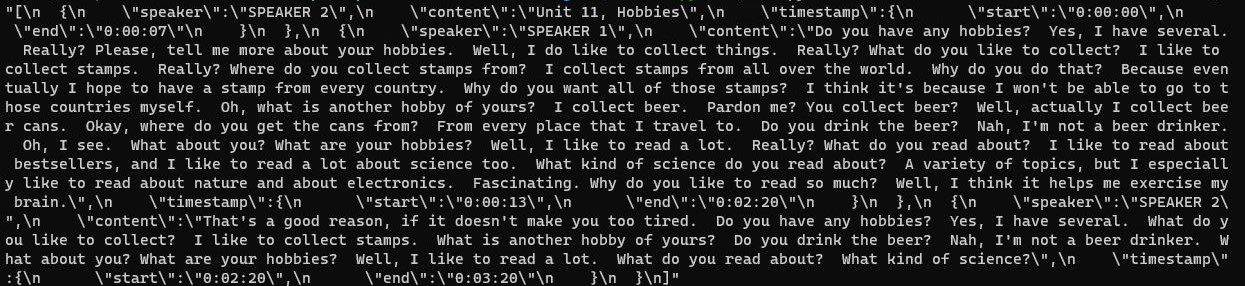 "[\n  {\n    \"speaker\":\"SPEAKER 2\",\n    \"content\":\"Unit 11, Hobbies\",\n    \"timestamp\":{\n      \"start\":\"0:00:00\",\n
 \"end\":\"0:00:07\"\n    }\n  },\n  {\n    \"speaker\":\"SPEAKER 1\",\n    \"content\":\"Do you have any hobbies?  Yes, I have several.
  Really? Please, tell me more about your hobbies.  Well, I do like to collect things.  Really? What do you like to collect?  I like to
collect stamps.  Really? Where do you collect stamps from?  I collect stamps from all over the world.  Why do you do that?  Because even
tually I hope to have a stamp from every country.  Why do you want all of those stamps?  I think it's because I won't be able to go to t
hose countries myself.  Oh, what is another hobby of yours?  I collect beer.  Pardon me? You collect beer?  Well, actually I collect bee
r cans.  Okay, where do you get the cans from?  From every place that I travel to.  Do you drink the beer?  Nah, I'm not a beer drinker.
  Oh, I see.  What about you? What are your hobbies?  Well, I like to read a lot.  Really? What do you read about?  I like to read about
 bestsellers, and I like to read a lot about science too.  What kind of science do you read about?  A variety of topics, but I especiall
y like to read about nature and about electronics.  Fascinating. Why do you like to read so much?  Well, I think it helps me exercise my
 brain.\",\n    \"timestamp\":{\n      \"start\":\"0:00:13\",\n      \"end\":\"0:02:20\"\n    }\n  },\n  {\n    \"speaker\":\"SPEAKER 2\
",\n    \"content\":\"That's a good reason, if it doesn't make you too tired.  Do you have any hobbies?  Yes, I have several.  What do y
ou like to collect?  I like to collect stamps.  What is another hobby of yours?  Do you drink the beer?  Nah, I'm not a beer drinker.  W
hat about you? What are your hobbies?  Well, I like to read a lot.  What do you read about?  What kind of science?\",\n    \"timestamp\"
:{\n      \"start\":\"0:02:20\",\n      \"end\":\"0:03:20\"\n    }\n  }\n]"